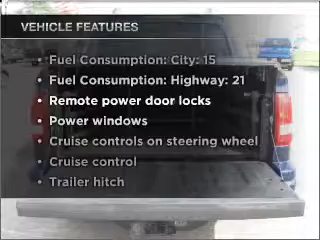 VEHICLE FEATURES
• Fuel Consumption: City: 15
• Fuel Consumption: Highway: 21
• Remote power door locks
• Power windows
• Cruise controls on steering wheel
• Cruise control
• Trailer hitch